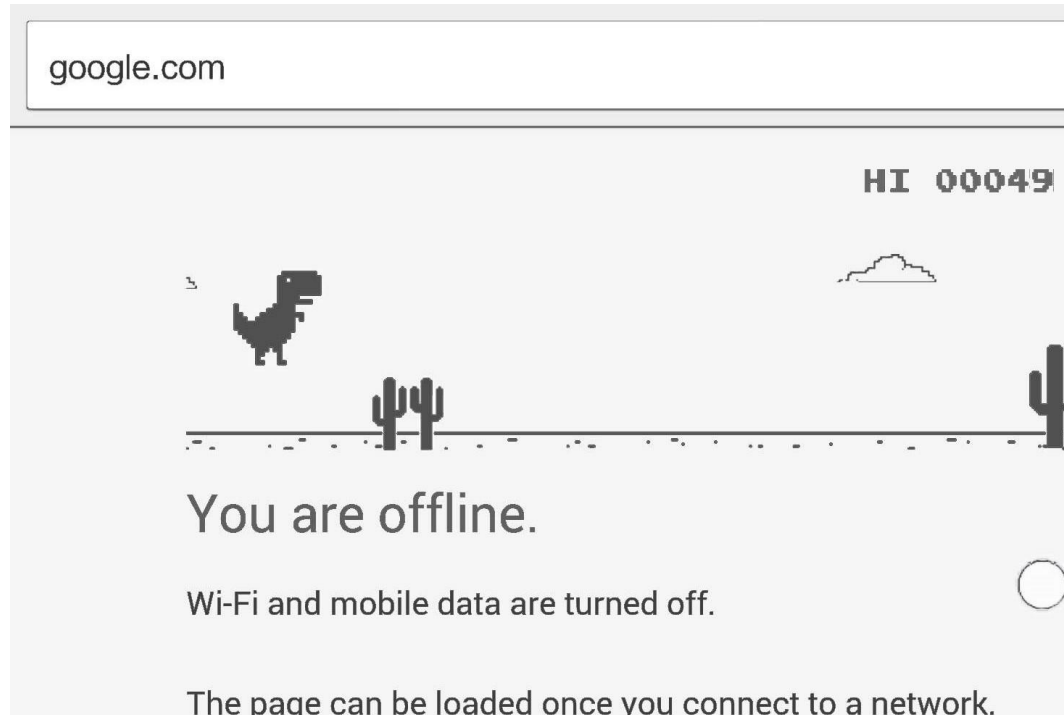 google.com
HI 00049
You are offline.
Wi-Fi and mobile data are turned off.
The page can be loaded once you connect to a network.